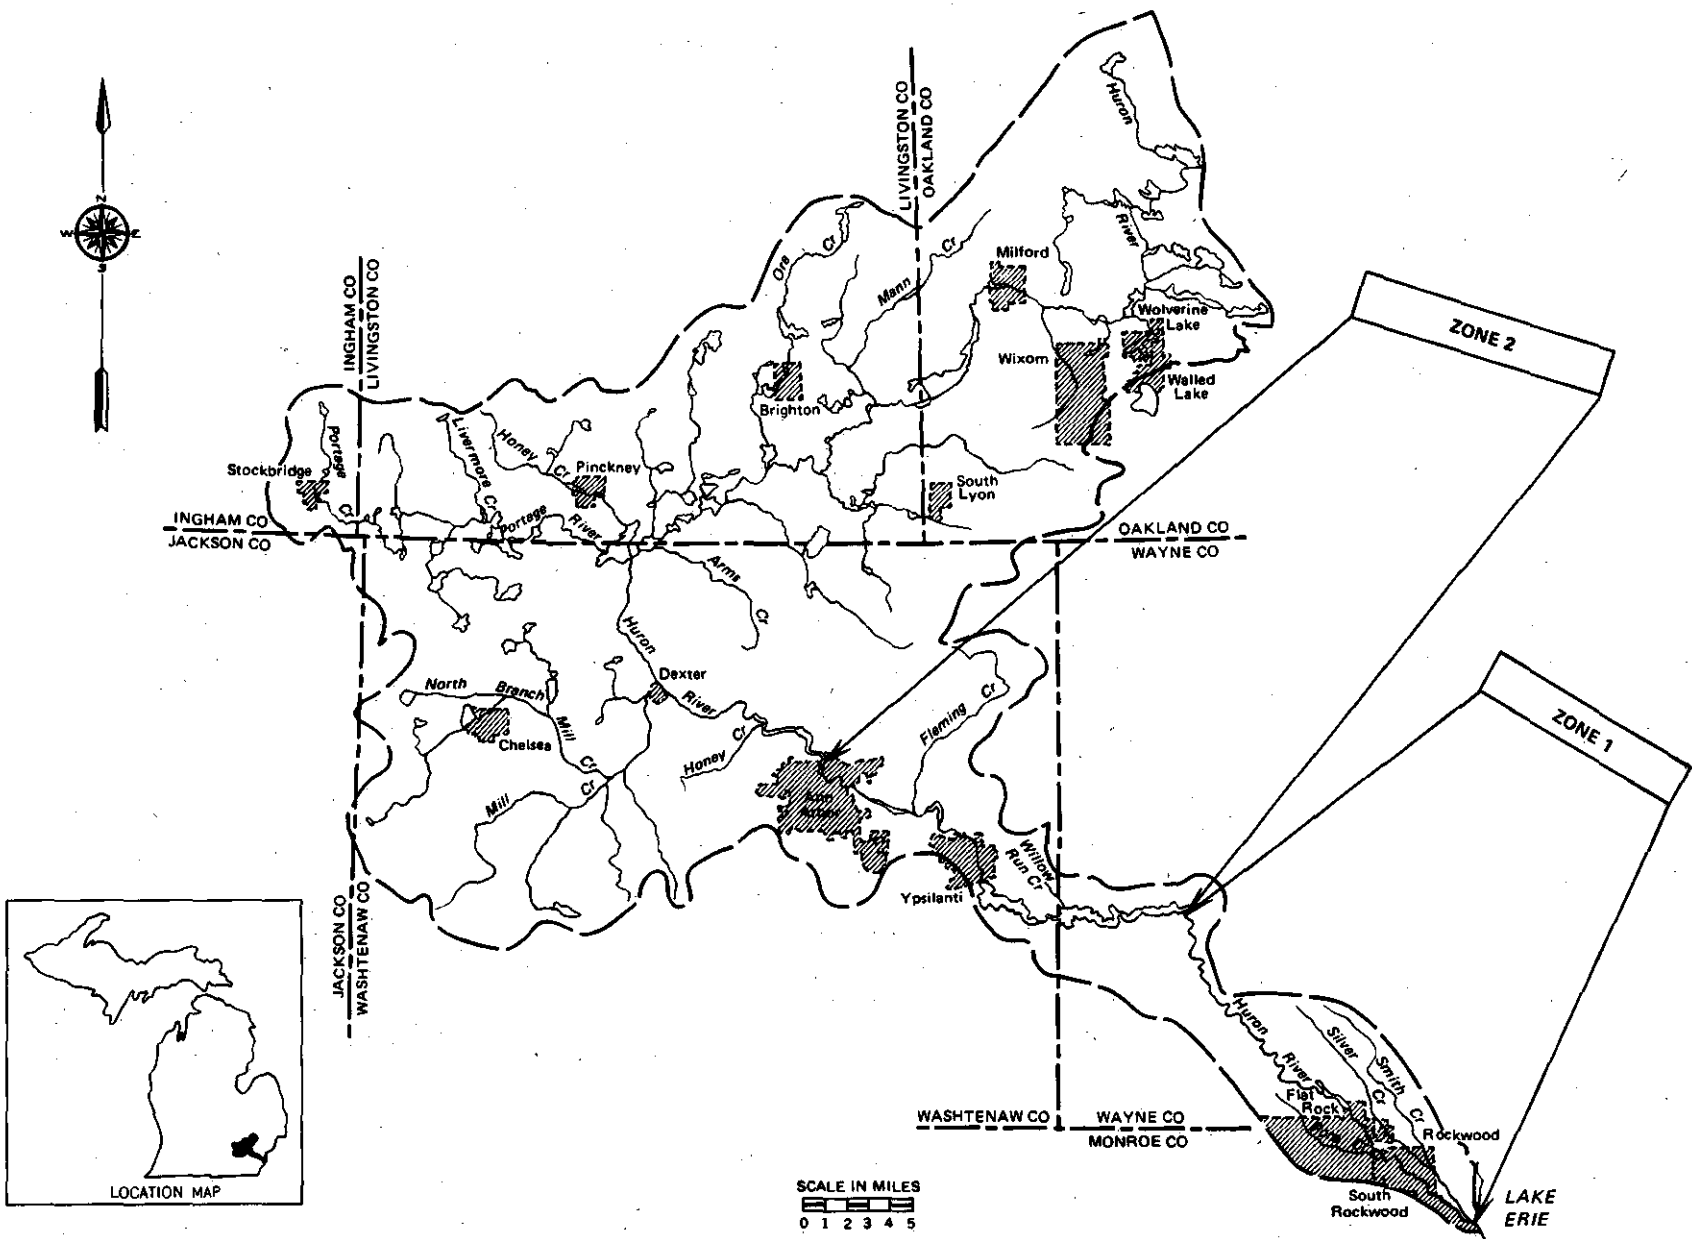 Huron
LIVINGSTON CO
OAKLAND CO
N
W
E
S
River
Ore
Cr
Mann
Cr
Milford
INGHAM CO
LIVINGSTON CO
ZONE 2
Wolverine
Lake
Wixom
Walled
Lake
Brighton
Portage
Cr
Livermore Cr
Honey
Cr
Pinckney
Stockbridge
South
Lyon
Portage
River
INGHAM CO
JACKSON CO
OAKLAND CO
WAYNE CO
Arms
Cr
Huron
River
Dexter
North
Branch
Mill
Cr
Chelsea
Fleming
Cr
ZONE 1
Honey
Cr
Mill
Cr
Ann
Arbor
Willow
Run Cr
Ypsilanti
JACKSON CO
WASHTENAW CO
Huron
River
Silver
Cr
Smith
Cr
Flat
Rock
WASHTENAW CO
WAYNE CO
MONROE CO
Rockwood
South
Rockwood
LAKE
ERIE
LOCATION MAP
SCALE IN MILES
0 1 2 3 4 5